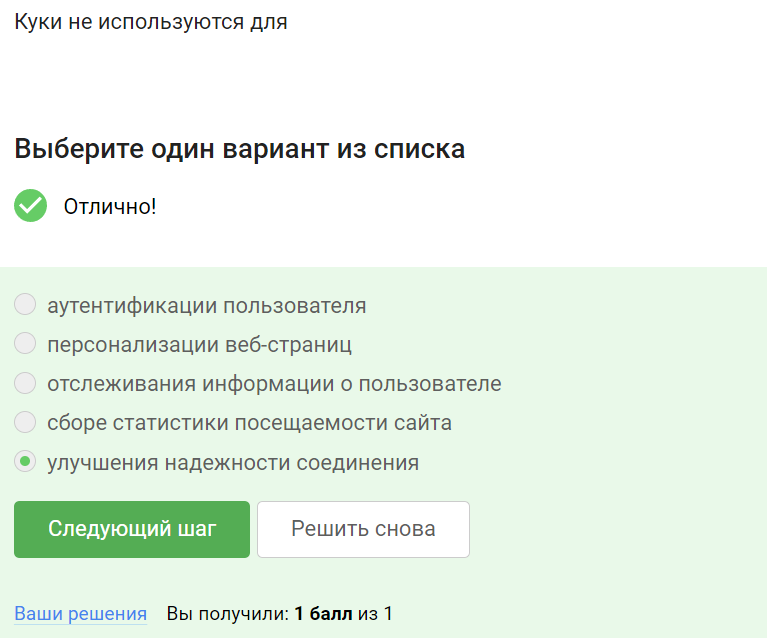 Куки не используются для
Выберите один вариант из списка
Отлично!
аутентификации пользователя
персонализации веб-страниц
отслеживания информации о пользователе
сборе статистики посещаемости сайта
улучшения надежности соединения
Следующий шаг Решить снова
Ваши решения Вы получили: 1 балл из 1